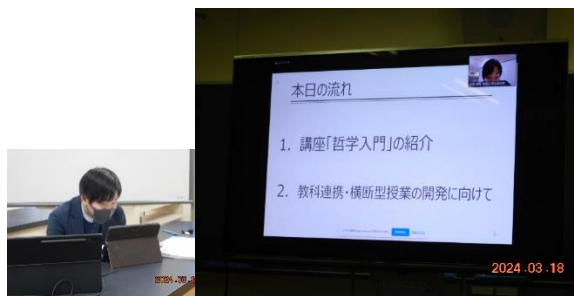 本日の流れ
1. 講座「哲学入門」の紹介
2. 教科連携・横断型授業の開発に向けて
2024.03.18